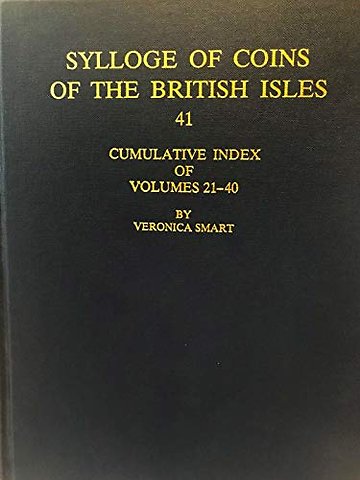 SYLLOGE OF COINS
OF THE BRITISH ISLES
41
CUMULATIVE INDEX
OF
VOLUMES 21–40
BY
VERONICA SMART